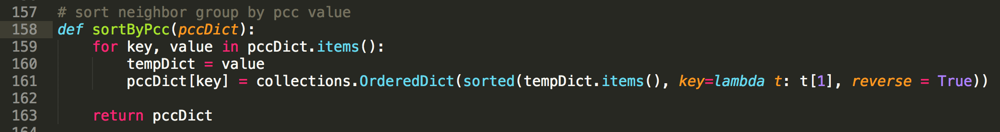 157 # sort neighbor group by pcc value
158 def sortByPcc(pccDict):
159     for key, value in pccDict.items():
160         tempDict = value
161         pccDict[key] = collections.OrderedDict(sorted(tempDict.items(), key=lambda t: t[1], reverse = True))
162
163     return pccDict
164